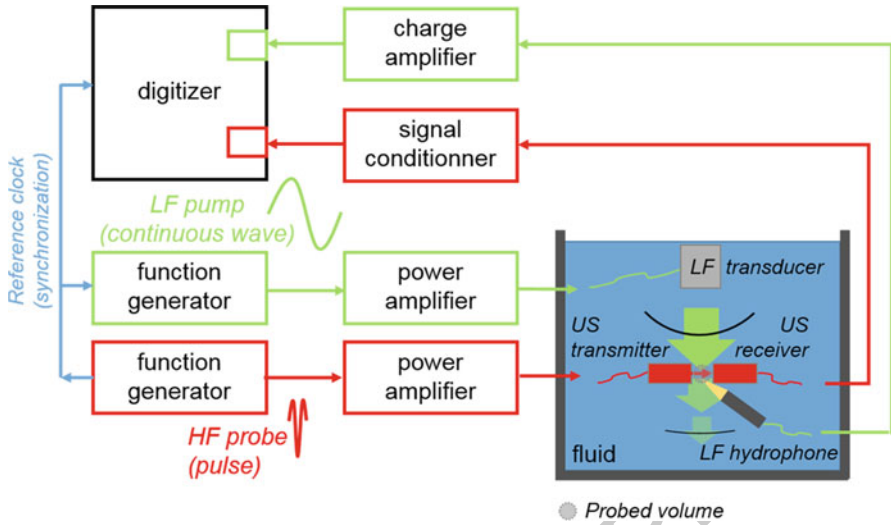 charge
amplifier
digitizer
signal
conditionner
Reference clock
(synchronization)
LF pump
(continuous wave)
function
generator
power
amplifier
LF transducer
US
transmitter
US
receiver
function
generator
power
amplifier
HF probe
(pulse)
fluid
LF hydrophone
Probed volume